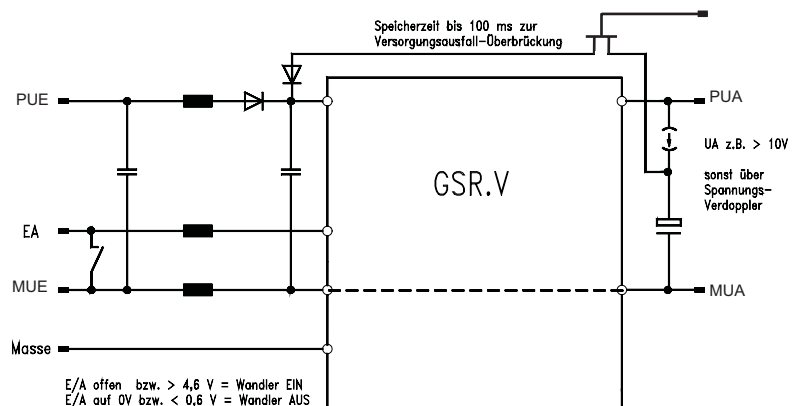 Speicherzeit bis 100 ms zur
Versorgungsausfall-Überbrückung
PUE
PUA
UA z.B. > 10V
sonst über
Spannungs-
Verdoppler
GSR.V
EA
MUE
MUA
Masse
E/A offen bzw. > 4,6 V = Wandler EIN
E/A auf 0V bzw. < 0,6 V = Wandler AUS